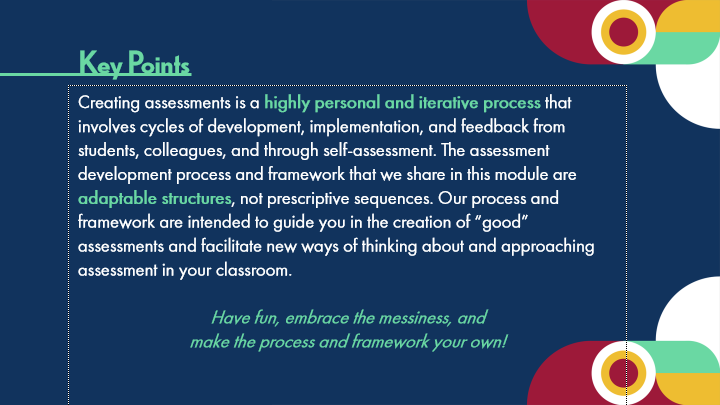 Key Points
Creating assessments is a highly personal and iterative process that
involves cycles of development, implementation, and feedback from
students, colleagues, and through self-assessment. The assessment
development process and framework that we share in this module are
adaptable structures, not prescriptive sequences. Our process and
framework are intended to guide you in the creation of "good"
assessments and facilitate new ways of thinking about and approaching
assessment in your classroom.
Have fun, embrace the messiness, and
make the process and framework your own!